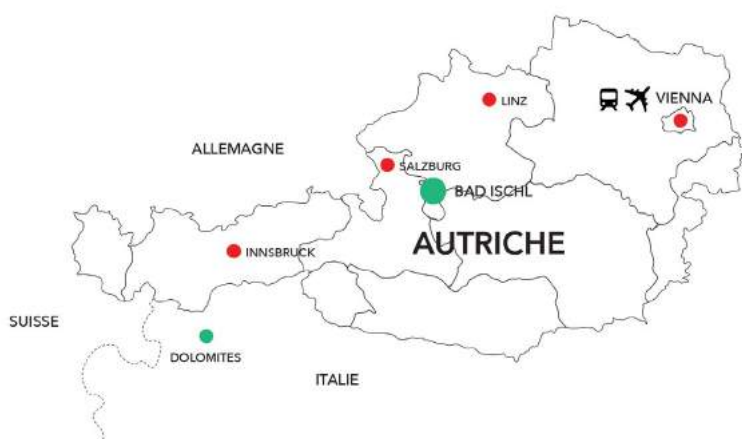 VIENNA
LINZ
ALLEMAGNE
SALZBURG
BAD ISCHL
AUTRICHE
INNSBRUCK
SUISSE
DOLOMITES
ITALIE